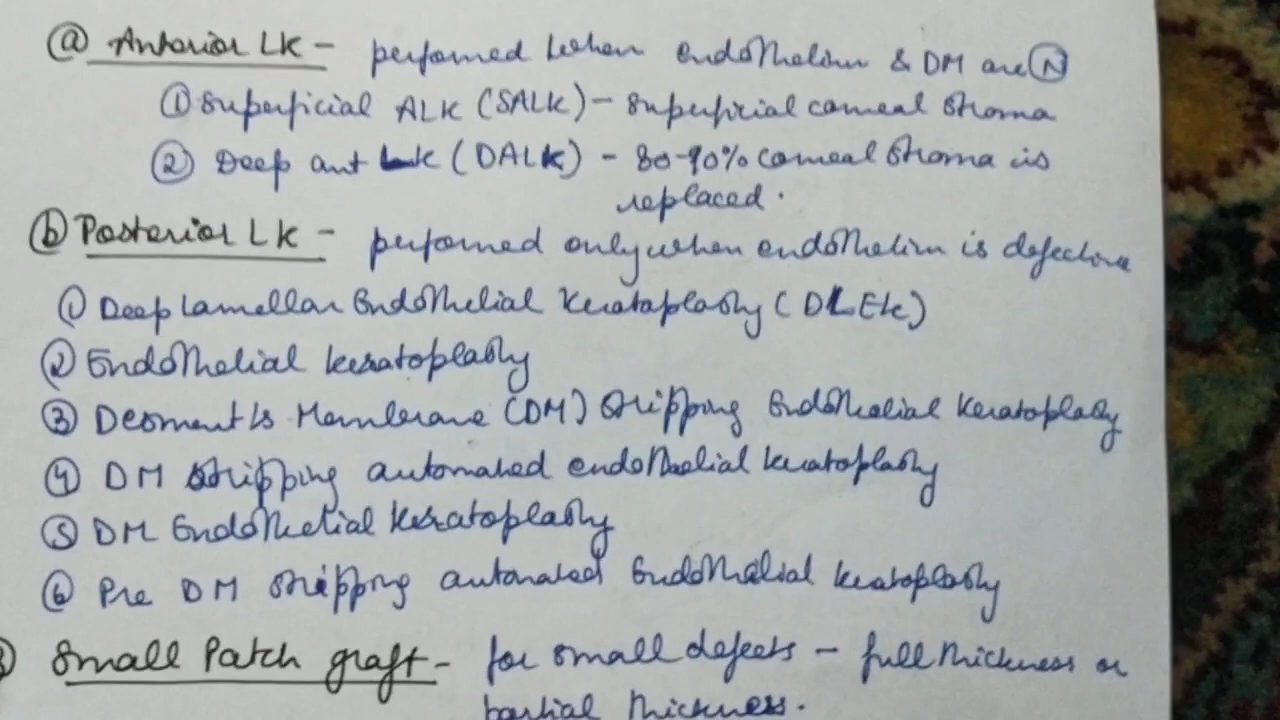 ⓐ Anterior LK - performed when endothelium & DM are Ⓝ
① Superficial ALK (SALK) - Superficial corneal stroma
② Deep ant LK (DALK) - 80-90% corneal stroma is
replaced.
ⓑ Posterior LK - performed only when endothelium is defective
① Deep Lamellar Endothelial Keratoplasty (DLEK)
② Endothelial keratoplasty
③ Desment's Membrane (DM) Stripping Endothelial Keratoplasty
④ DM Stripping automated endothelial keratoplasty
⑤ DM Endothelial Keratoplasty
⑥ Pre DM Stripping automated Endothelial keratoplasty
Small Patch graft - for small defects - full thickness or
partial thickness.